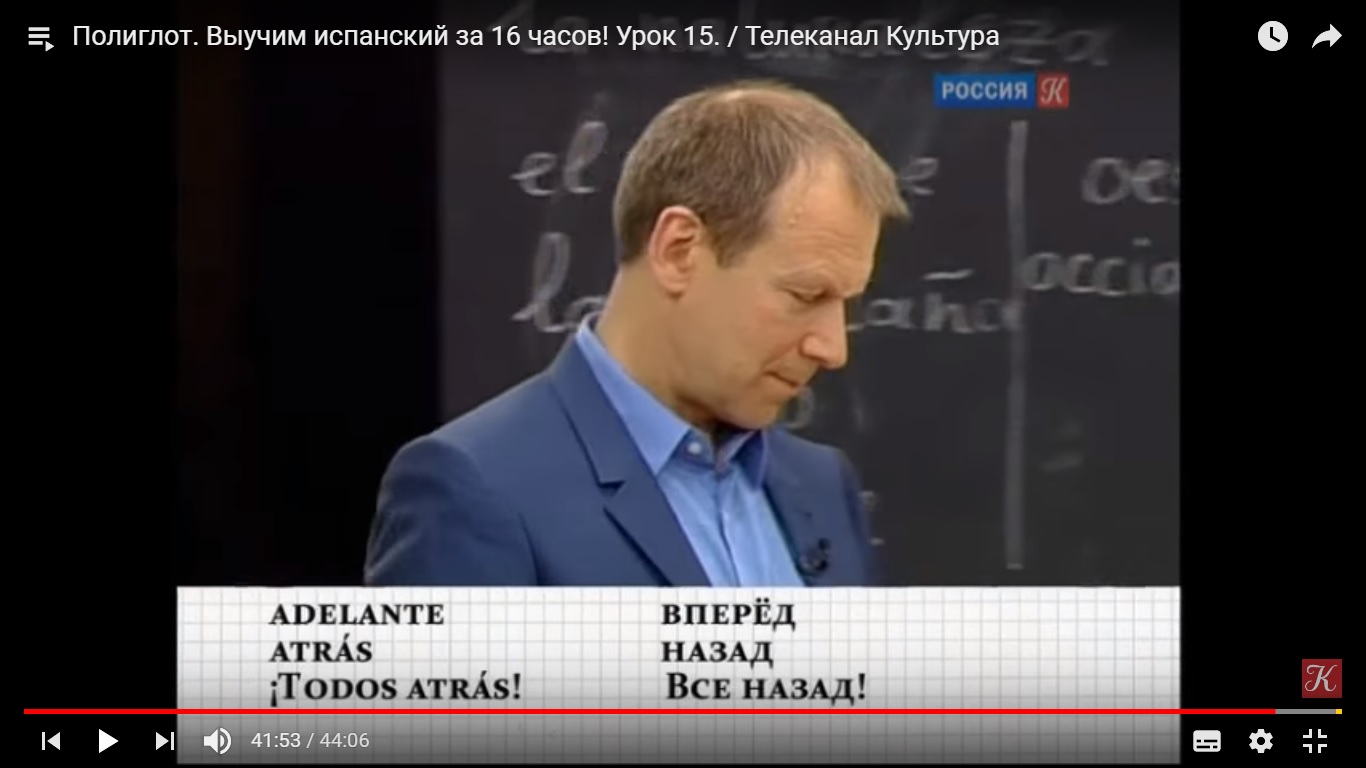 Полиглот. Выучим испанский за 16 часов! Урок 15. / Телеканал Культура
РОССИЯ К
el
ADELANTE ВПЕРЁД
ATRÁS НАЗАД
¡TODOS ATRÁS! ВСЕ НАЗАД!
К
41:53 / 44:06